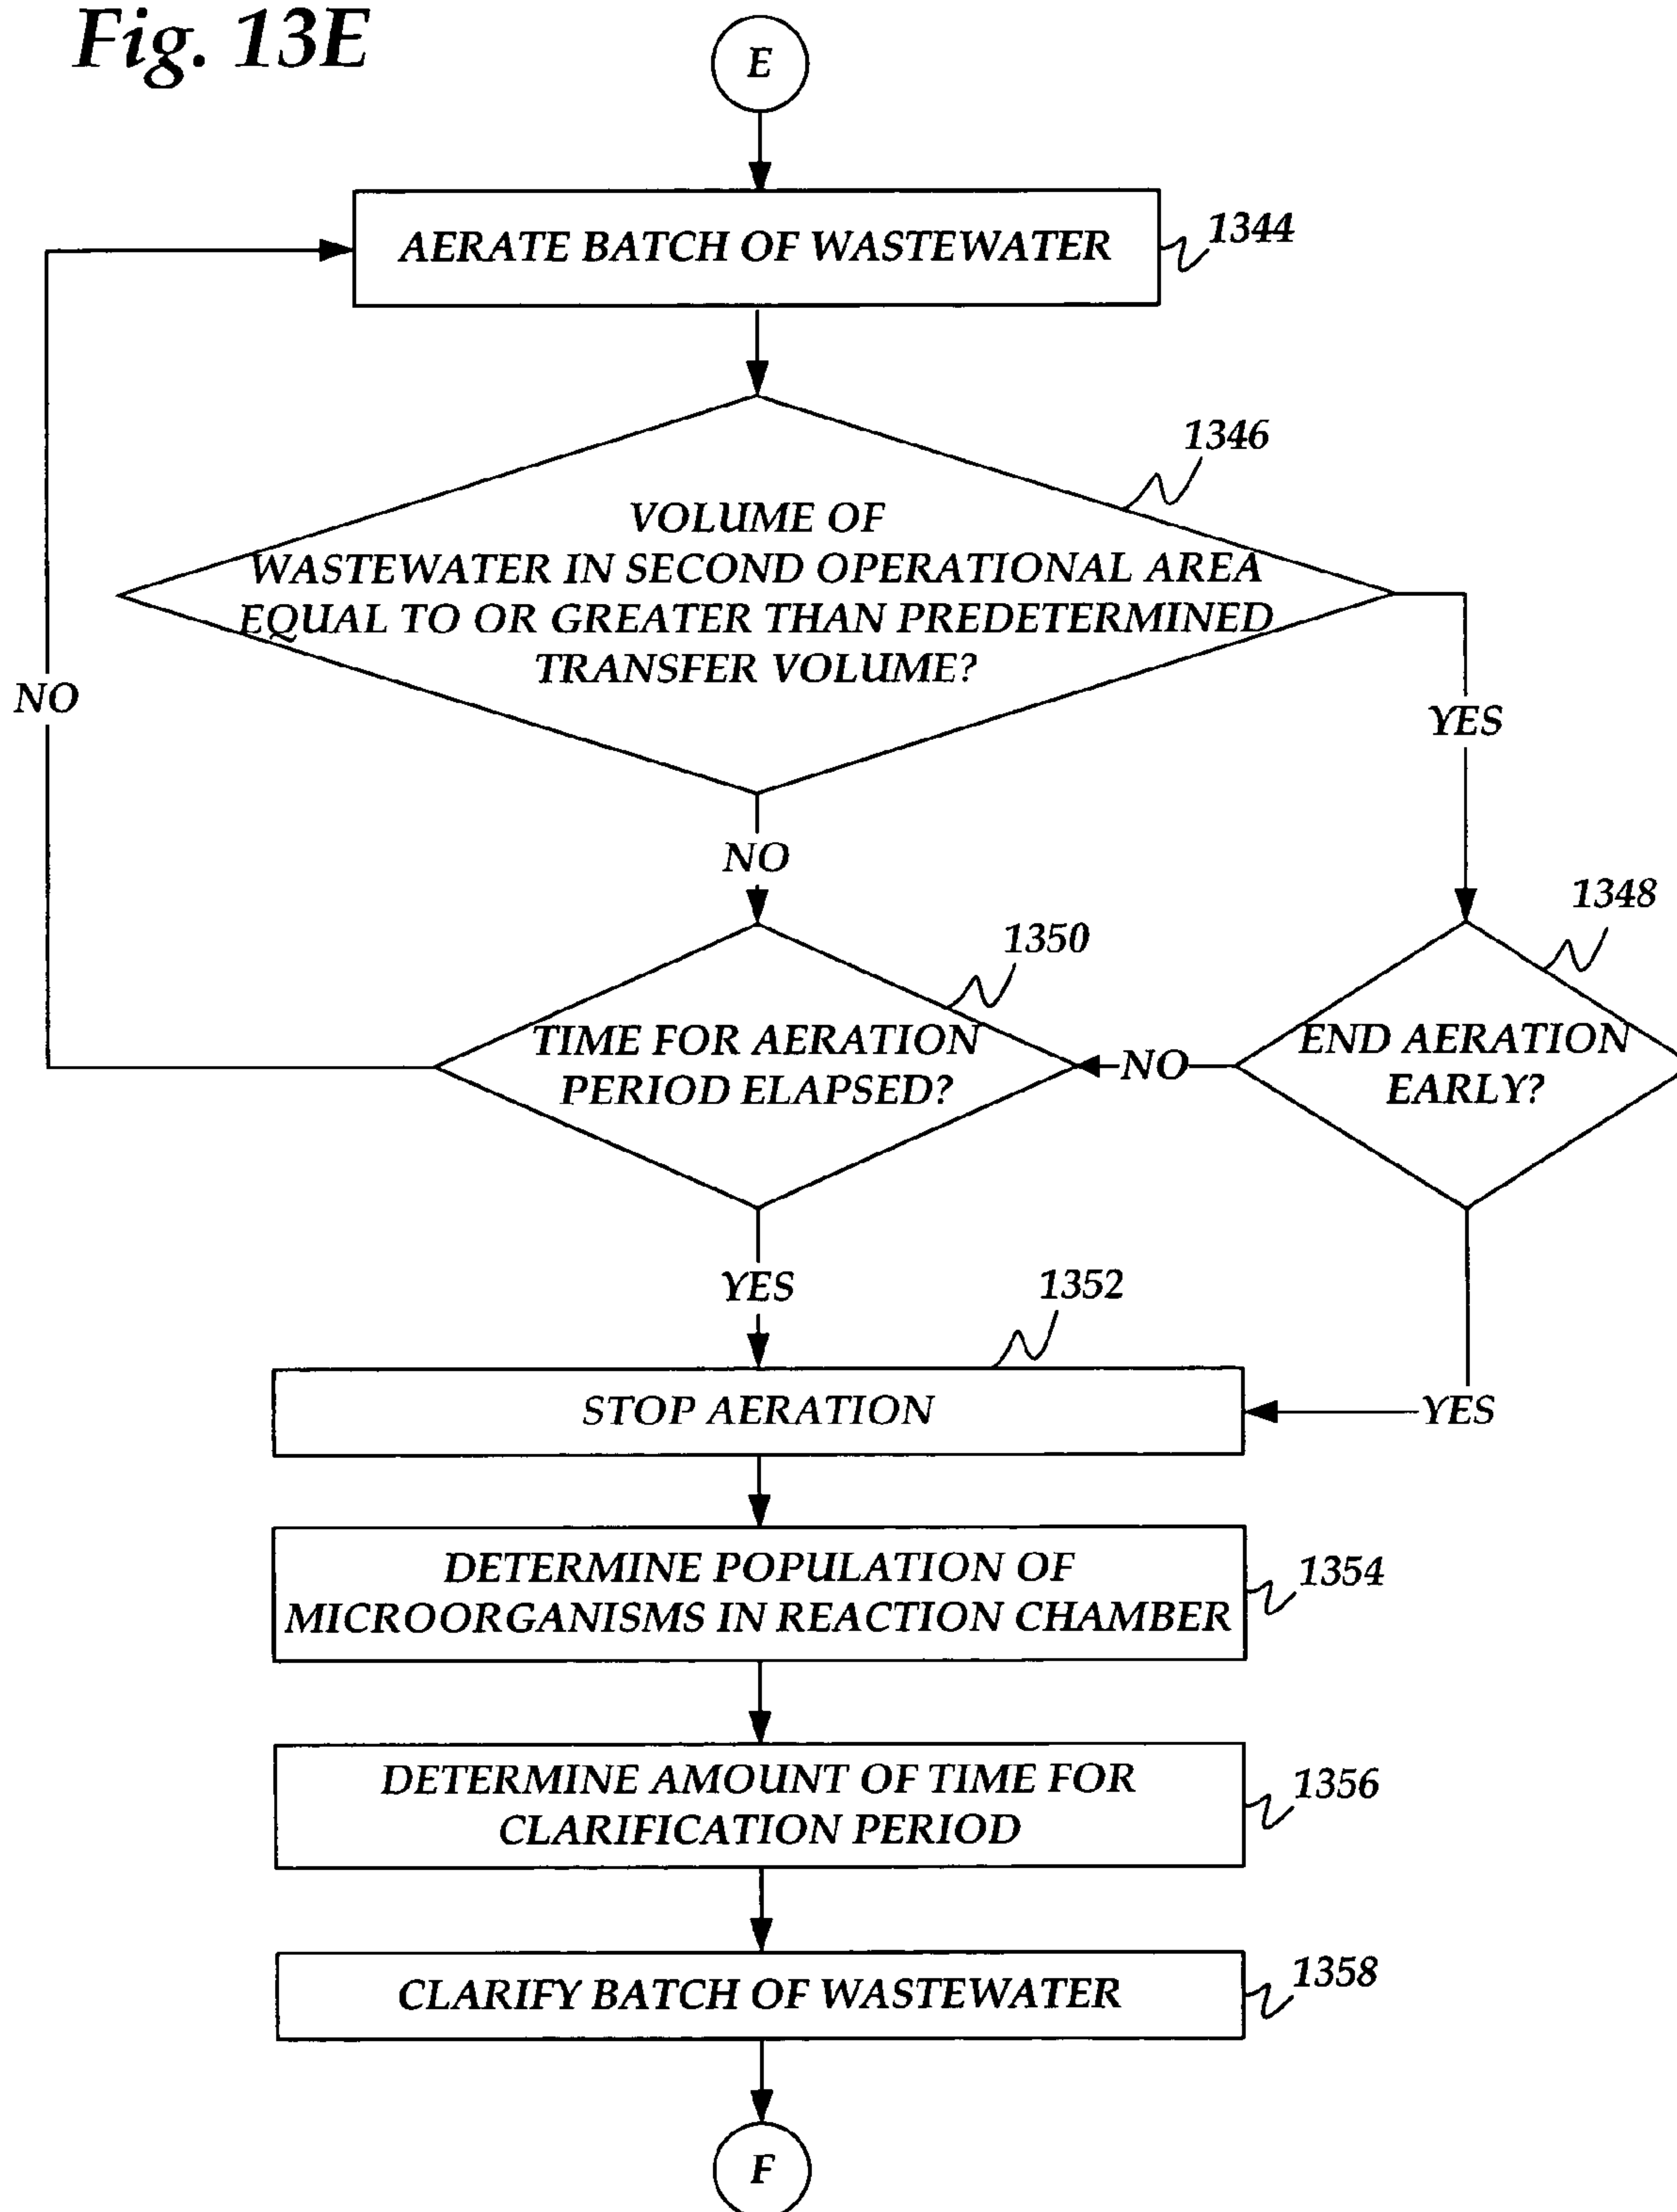 Fig. 13E
E
AERATE BATCH OF WASTEWATER
1344
1346
VOLUME OF
WASTEWATER IN SECOND OPERATIONAL AREA
EQUAL TO OR GREATER THAN PREDETERMINED
TRANSFER VOLUME?
NO
YES
NO
1348
1350
TIME FOR AERATION
PERIOD ELAPSED?
NO
END AERATION
EARLY?
YES
1352
STOP AERATION
YES
DETERMINE POPULATION OF
MICROORGANISMS IN REACTION CHAMBER
1354
DETERMINE AMOUNT OF TIME FOR
CLARIFICATION PERIOD
1356
CLARIFY BATCH OF WASTEWATER
1358
F